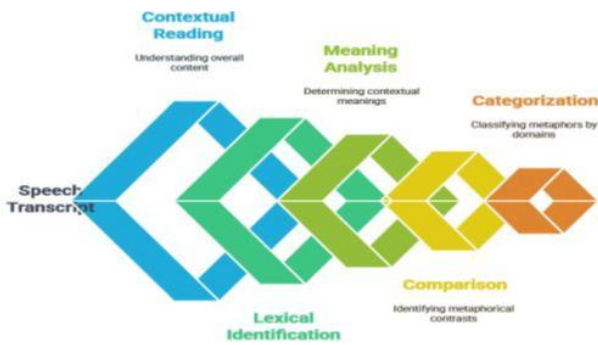 Contextual
Reading
Understanding overall
content
Meaning
Analysis
Determining contextual
meanings
Categorization
Classifying metaphors by
domains
Speech
Transcript
Comparison
Identifying metaphorical
contrasts
Lexical
Identification